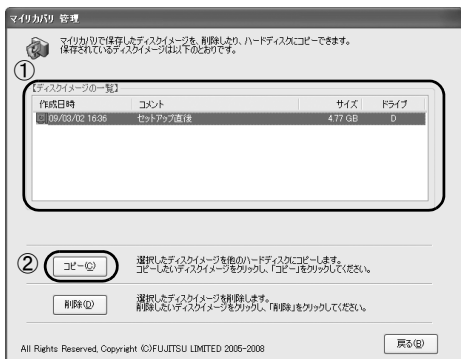 マイリカバリ 管理
マイリカバリで保存したディスクイメージを、削除したり、ハードディスクにコピーできます。
保存されているディスクイメージは以下のとおりです。
①
【ディスクイメージの一覧】
作成日時 コメント サイズ ドライブ
09/03/02 16:36 セットアップ直後 4.77 GB D
② コピー(C) 選択したディスクイメージを他のハードディスクにコピーします。
コピーしたいディスクイメージをクリックし、「コピー」をクリックしてください。
削除(D) 選択したディスクイメージを削除します。
削除したいディスクイメージをクリックし、「削除」をクリックしてください。
All Rights Reserved, Copyright (C)FUJITSU LIMITED 2005-2008 戻る(B)